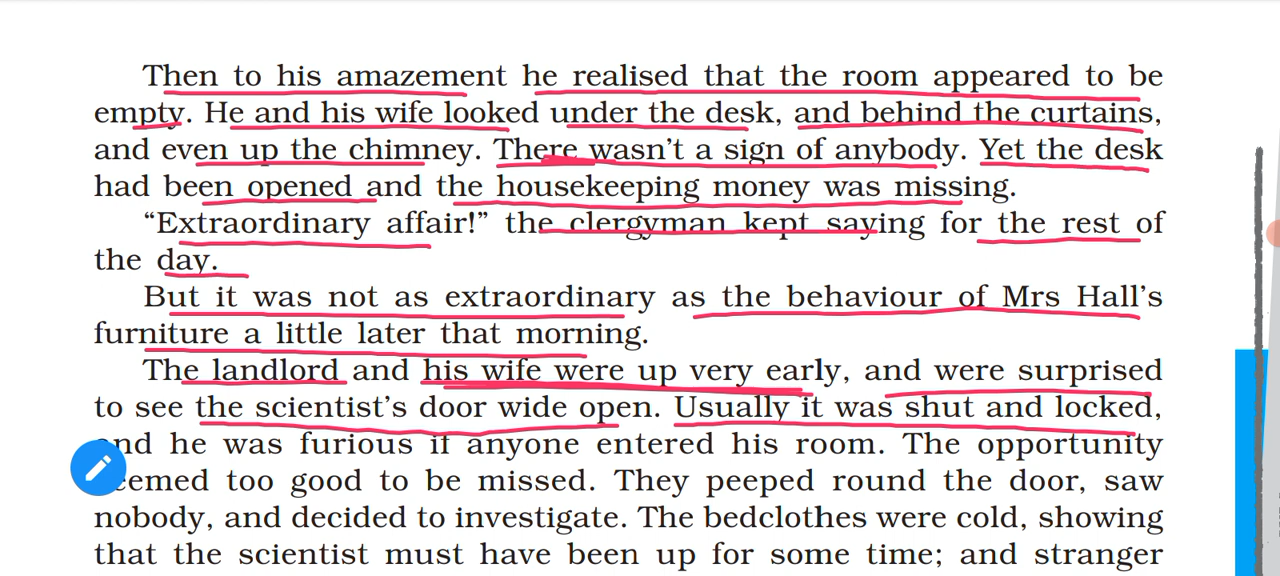 Then to his amazement he realised that the room appeared to be
empty. He and his wife looked under the desk, and behind the curtains,
and even up the chimney. There wasn't a sign of anybody. Yet the desk
had been opened and the housekeeping money was missing.
“Extraordinary affair!” the clergyman kept saying for the rest of
the day.
But it was not as extraordinary as the behaviour of Mrs Hall's
furniture a little later that morning.
The landlord and his wife were up very early, and were surprised
to see the scientist's door wide open. Usually it was shut and locked,
and he was furious if anyone entered his room. The opportunity
seemed too good to be missed. They peeped round the door, saw
nobody, and decided to investigate. The bedclothes were cold, showing
that the scientist must have been up for some time; and stranger